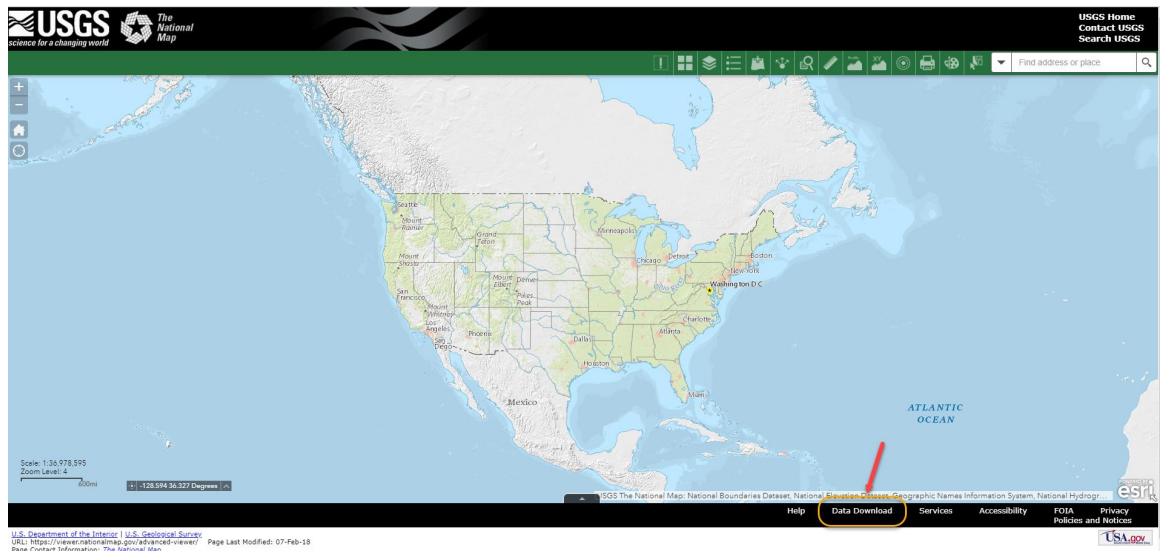 USGS
science for a changing world
The
National
Map
USGS Home
Contact USGS
Search USGS
Find address or place
Seattle
Mount
Rainier
Grand
Teton
Minneapolis
Mount
Shasta
Chicago
Detroit
Boston
New York
Mount
Elbert
Denver
Ohio River
Washington D C
San
Francisco
Pikes
Peak
Mount
Whitney
Charlotte
Los
Angeles
Phoenix
Atlanta
San
Diego
Dallas
Houston
Miami
Mexico
ATLANTIC
OCEAN
Scale: 1:36,978,595
Zoom Level: 4
600mi
-128.594 36.327 Degrees
USGS The National Map: National Boundaries Dataset, National Elevation Dataset, Geographic Names Information System, National Hydrogr...
POWERED BY
esri
Help
Data Download
Services
Accessibility
FOIA
Privacy
Policies and Notices
U.S. Department of the Interior | U.S. Geological Survey
URL: https://viewer.nationalmap.gov/advanced-viewer/ Page Last Modified: 07-Feb-18
Page Contact Information: The National Map
USA.gov